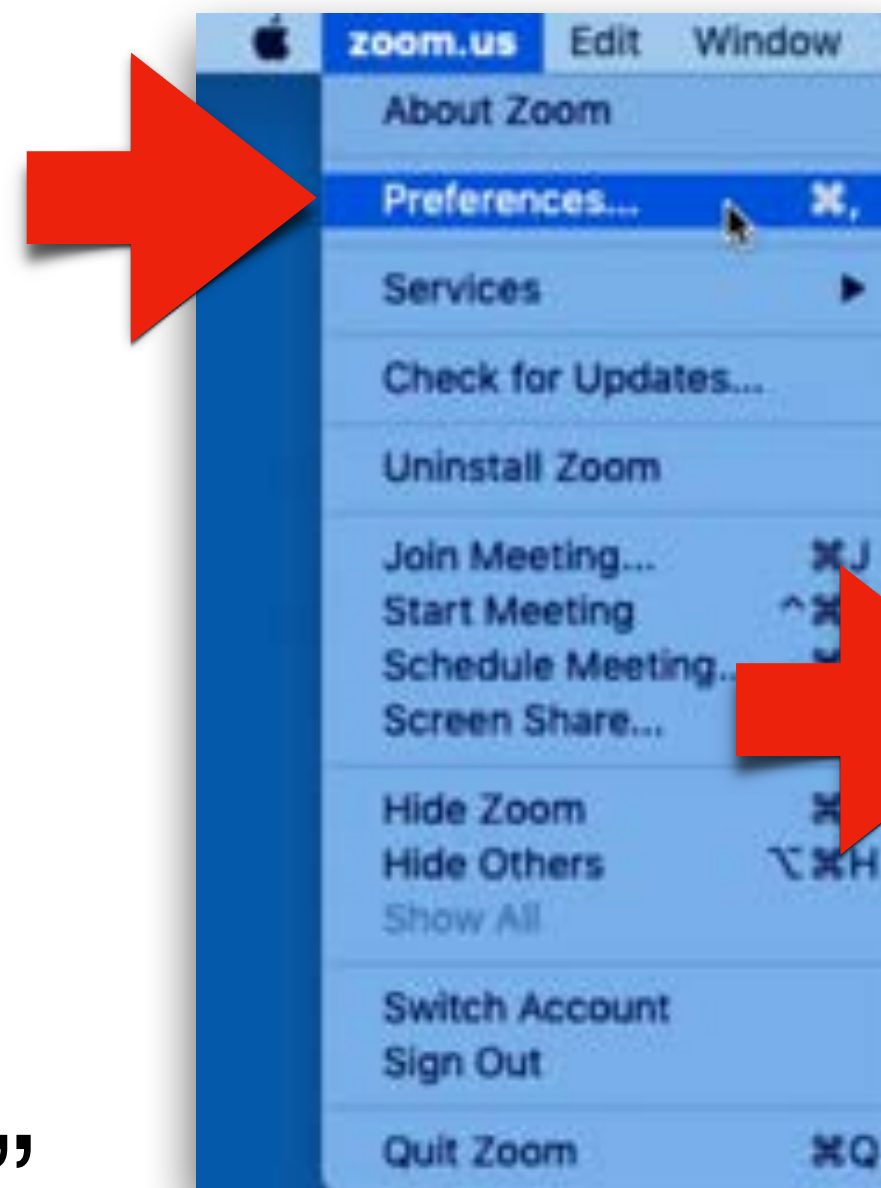 zoom.us Edit Window
About Zoom
Preferences... ⌘,
Services ▶
Check for Updates...
Uninstall Zoom
Join Meeting... ⌘J
Start Meeting ^⌘
Schedule Meeting..
Screen Share...
Hide Zoom ⌘
Hide Others ⌥⌘H
Show All
Switch Account
Sign Out
Quit Zoom ⌘Q
”